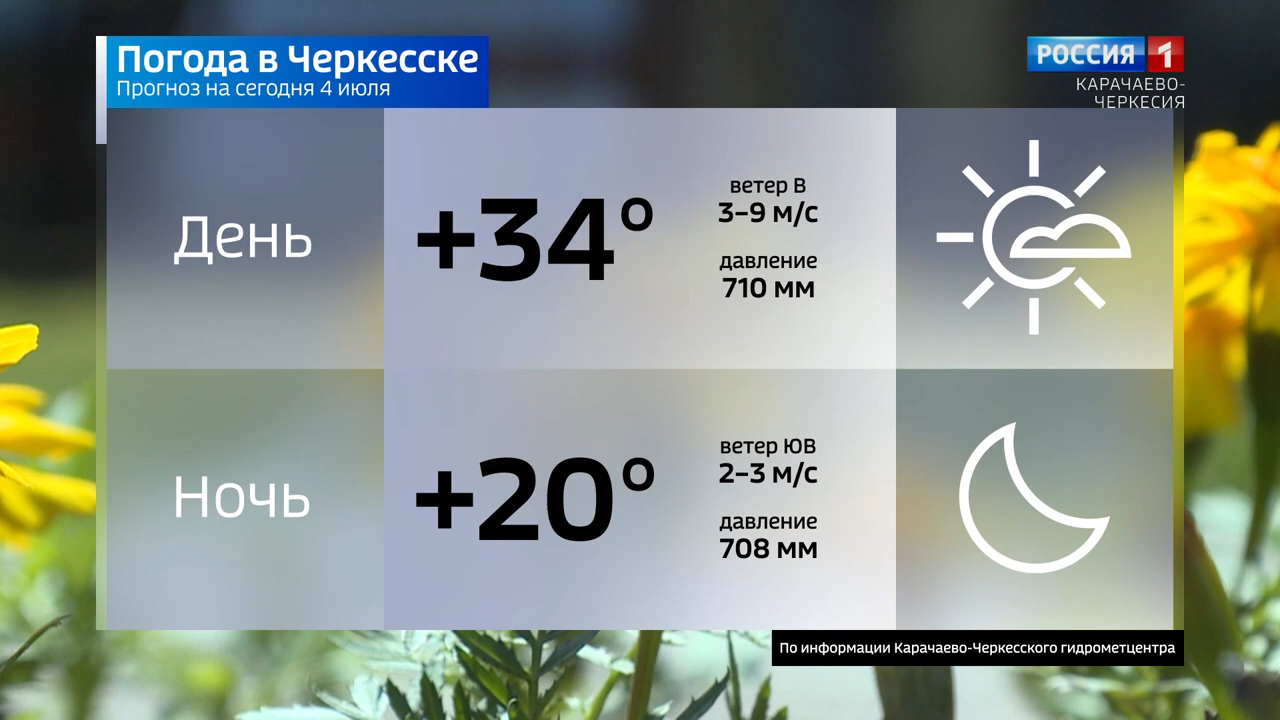 Погода в Черкесске
Прогноз на сегодня 4 июля
РОССИЯ 1
КАРАЧАЕВО-
ЧЕРКЕСИЯ
День
+34°
ветер В
3–9 м/с
давление
710 мм
Ночь
+20°
ветер ЮВ
2–3 м/с
давление
708 мм
По информации Карачаево-Черкесского гидрометцентра